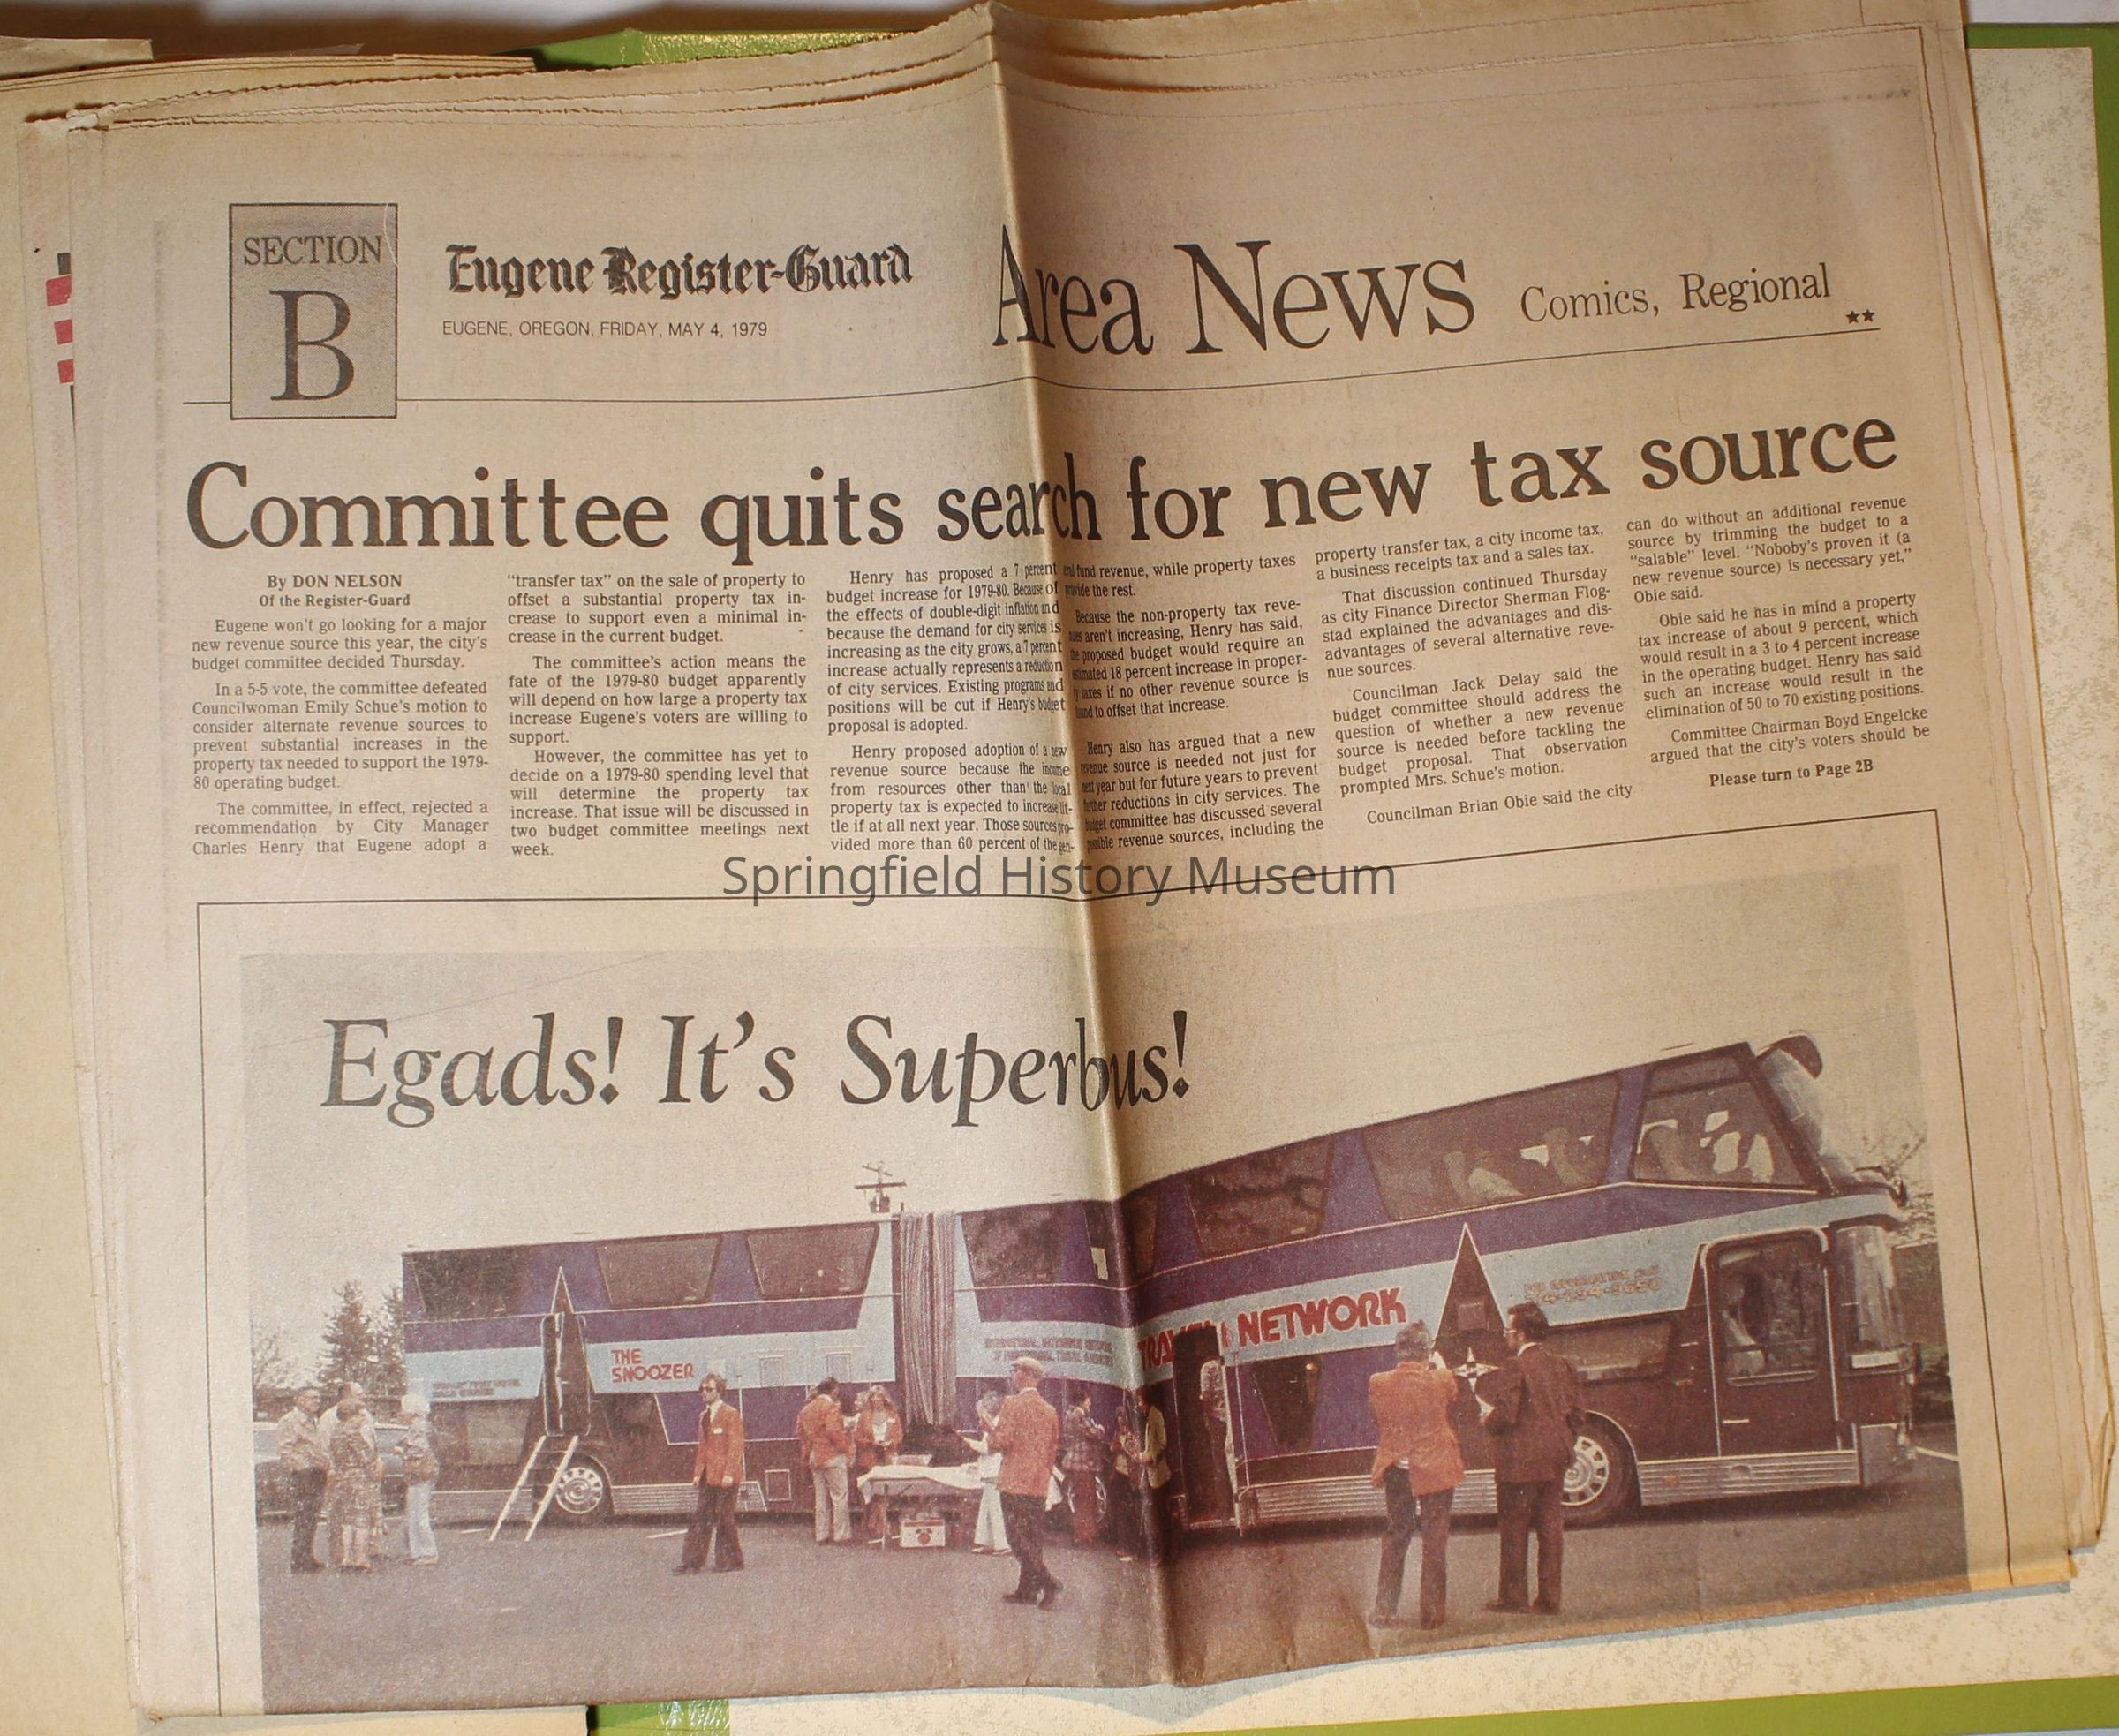 SECTION
B
Eugene Register-Guard
EUGENE, OREGON, FRIDAY, MAY 4, 1979
Area News
Comics, Regional
★★
Committee quits search for new tax source
By DON NELSON
Of the Register-Guard
Eugene won't go looking for a major
new revenue source this year, the city's
budget committee decided Thursday.
In a 5-5 vote, the committee defeated
Councilwoman Emily Schue's motion to
consider alternate revenue sources to
prevent substantial increases in the
property tax needed to support the 1979-
80 operating budget.
The committee, in effect, rejected a
recommendation by City Manager
Charles Henry that Eugene adopt a
"transfer tax" on the sale of property to
offset a substantial property tax in-
crease to support even a minimal in-
crease in the current budget.
The committee's action means the
fate of the 1979-80 budget apparently
will depend on how large a property tax
increase Eugene's voters are willing to
support.
However, the committee has yet to
decide on a 1979-80 spending level that
will determine the property tax
increase. That issue will be discussed in
two budget committee meetings next
week.
Henry has proposed a 7 percent
budget increase for 1979-80. Because of
the effects of double-digit inflation and
because the demand for city services is
increasing as the city grows, a 7 percent
increase actually represents a reduction
of city services. Existing programs and
positions will be cut if Henry's budget
proposal is adopted.
Henry proposed adoption of a new
revenue source because the income
from resources other than the local
property tax is expected to increase lit-
tle if at all next year. Those sources pro-
vided more than 60 percent of the gen-
eral fund revenue, while property taxes
provide the rest.
Because the non-property tax reve-
nues aren't increasing, Henry has said,
the proposed budget would require an
estimated 18 percent increase in proper-
ty taxes if no other revenue source is
found to offset that increase.
Henry also has argued that a new
revenue source is needed not just for
next year but for future years to prevent
further reductions in city services. The
budget committee has discussed several
possible revenue sources, including the
property transfer tax, a city income tax,
a business receipts tax and a sales tax.
That discussion continued Thursday
as city Finance Director Sherman Flog-
stad explained the advantages and dis-
advantages of several alternative reve-
nue sources.
Councilman Jack Delay said the
budget committee should address the
question of whether a new revenue
source is needed before tackling the
budget proposal. That observation
prompted Mrs. Schue's motion.
Councilman Brian Obie said the city
can do without an additional revenue
source by trimming the budget to a
"salable" level. "Noboby's proven it (a
new revenue source) is necessary yet,"
Obie said.
Obie said he has in mind a property
tax increase of about 9 percent, which
would result in a 3 to 4 percent increase
in the operating budget. Henry has said
such an increase would result in the
elimination of 50 to 70 existing positions.
Committee Chairman Boyd Engelcke
argued that the city's voters should be
Please turn to Page 2B
Springfield History Museum
Egads! It's Superbus!
THE
SNOOZER
TRAVEL NETWORK